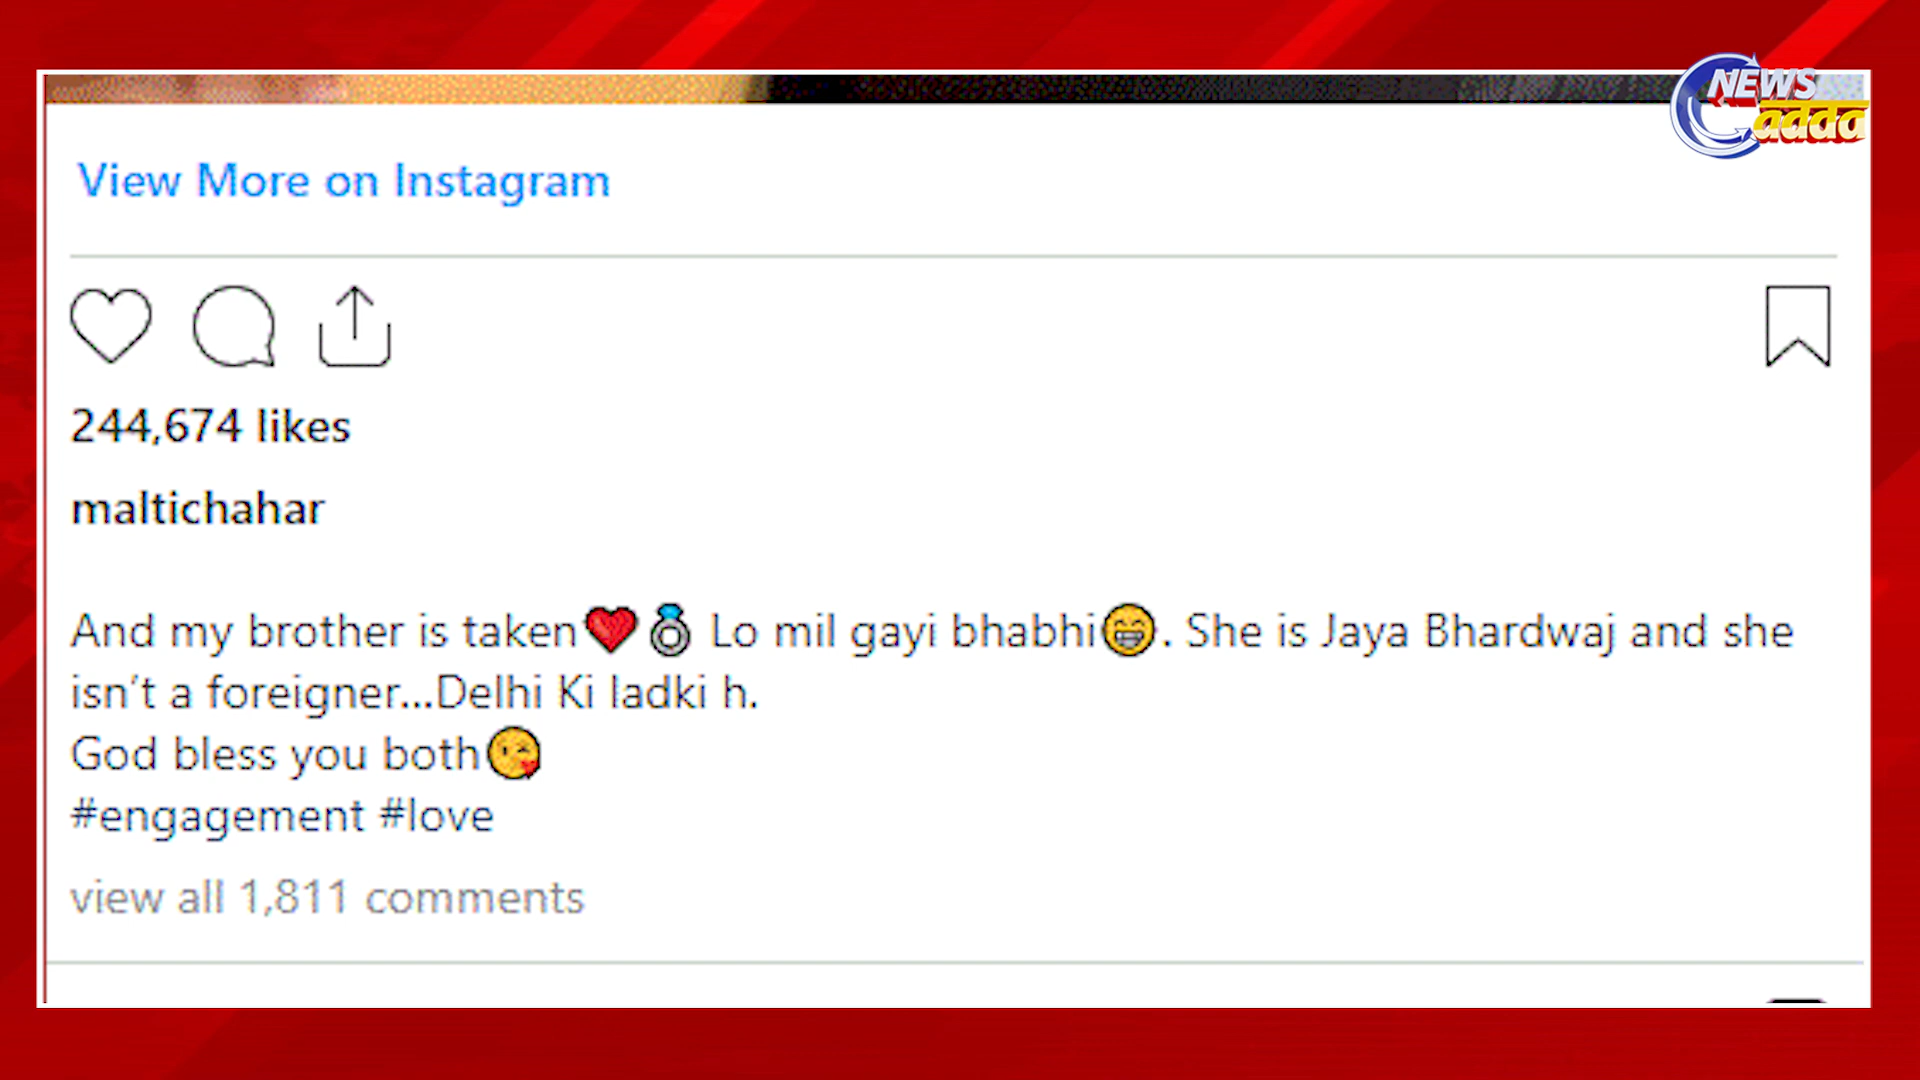 NEWS
adda
View More on Instagram
244,674 likes
maltichahar
And my brother is taken❤️💍 Lo mil gayi bhabhi😁. She is Jaya Bhardwaj and she
isn't a foreigner...Delhi Ki ladki h.
God bless you both😘
#engagement #love
view all 1,811 comments